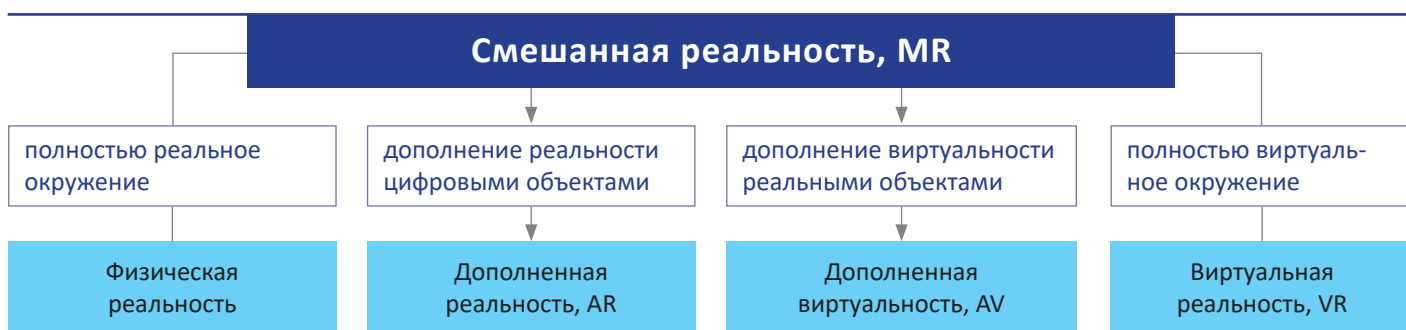 Смешанная реальность, MR
полностью реальное
окружение
дополнение реальности
цифровыми объектами
дополнение виртуальности
реальными объектами
полностью виртуаль-
ное окружение
Физическая
реальность
Дополненная
реальность, AR
Дополненная
виртуальность, AV
Виртуальная
реальность, VR